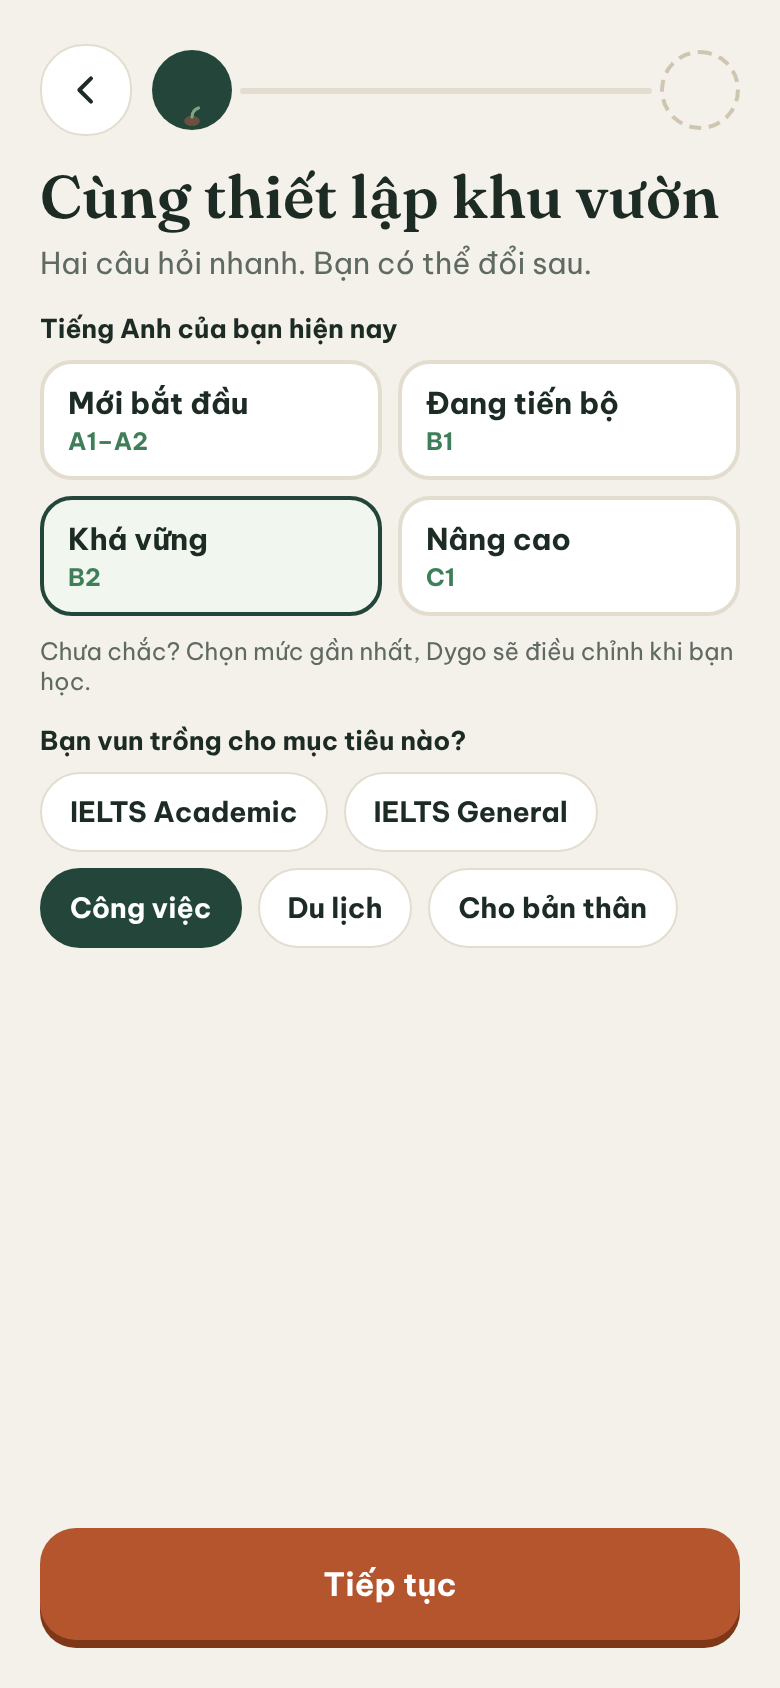 Cùng thiết lập khu vườn
Hai câu hỏi nhanh. Bạn có thể đổi sau.
Tiếng Anh của bạn hiện nay
Mới bắt đầu
A1–A2
Đang tiến bộ
B1
Khá vững
B2
Nâng cao
C1
Chưa chắc? Chọn mức gần nhất, Dygo sẽ điều chỉnh khi bạn
học.
Bạn vun trồng cho mục tiêu nào?
IELTS Academic
IELTS General
Công việc
Du lịch
Cho bản thân
Tiếp tục